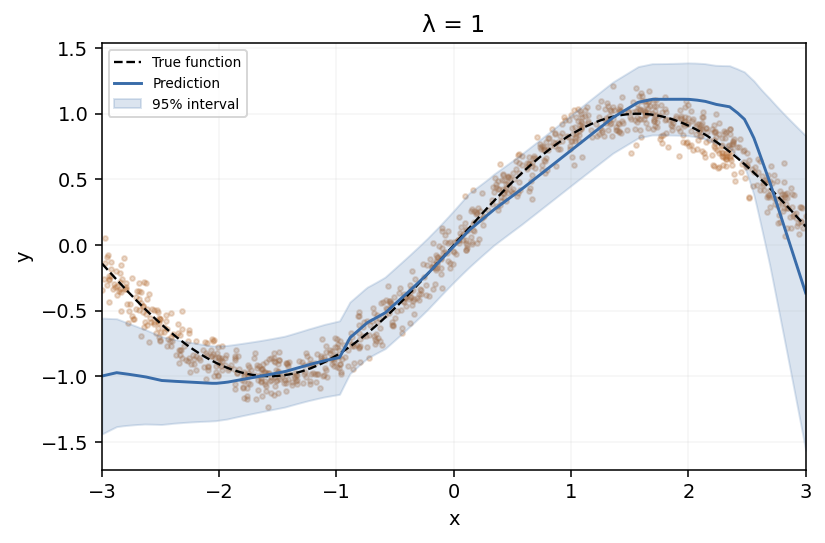 λ = 1
True function
Prediction
95% interval
y
1.5
1.0
0.5
0.0
−0.5
−1.0
−1.5
−3 −2 −1 0 1 2 3
x